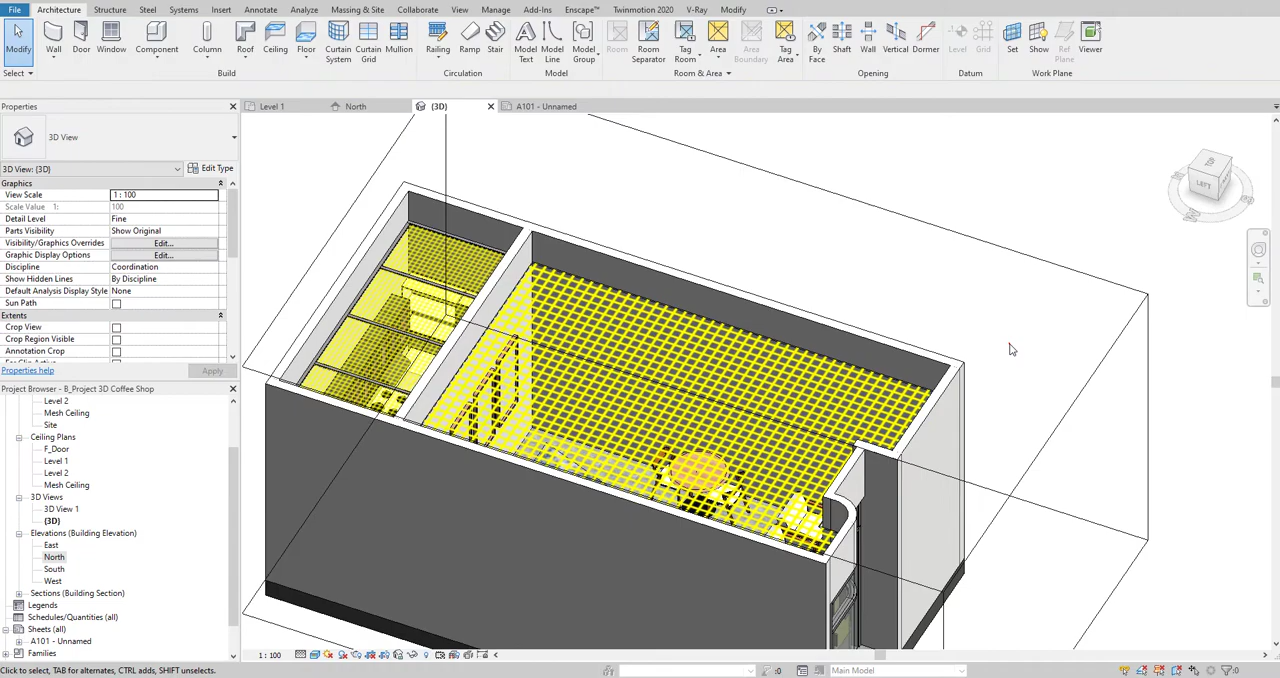 File Architecture Structure Steel Systems Insert Annotate Analyze Massing & Site Collaborate View Manage Add-Ins Enscape™ Twinmotion 2020 V-Ray Modify
Modify Wall Door Window Component Column Roof Ceiling Floor Curtain System Curtain Grid Mullion Railing Ramp Stair Model Text Model Line Model Group Room Room Separator Tag Room Area Area Boundary Tag Area By Face Shaft Wall Vertical Dormer Level Grid Set Show Ref Plane Viewer
Select Build Circulation Model Room & Area Opening Datum Work Plane
Properties
Level 1 North {3D} A101 - Unnamed
3D View
3D View: {3D} Edit Type
Graphics
View Scale 1 : 100
Scale Value 1: 100
Detail Level Fine
Parts Visibility Show Original
Visibility/Graphics Overrides Edit...
Graphic Display Options Edit...
Discipline Coordination
Show Hidden Lines By Discipline
Default Analysis Display Style None
Sun Path
Extents
Crop View
Crop Region Visible
Annotation Crop
Properties help Apply
Project Browser - B_Project 3D Coffee Shop
Level 2
Mesh Ceiling
Site
Ceiling Plans
F_Door
Level 1
Level 2
Mesh Ceiling
3D Views
3D View 1
{3D}
Elevations (Building Elevation)
East
North
South
West
Sections (Building Section)
Legends
Schedules/Quantities (all)
Sheets (all)
A101 - Unnamed
Families
TOP
LEFT
1 : 100
Click to select, TAB for alternates, CTRL adds, SHIFT unselects.
:0 Main Model :0